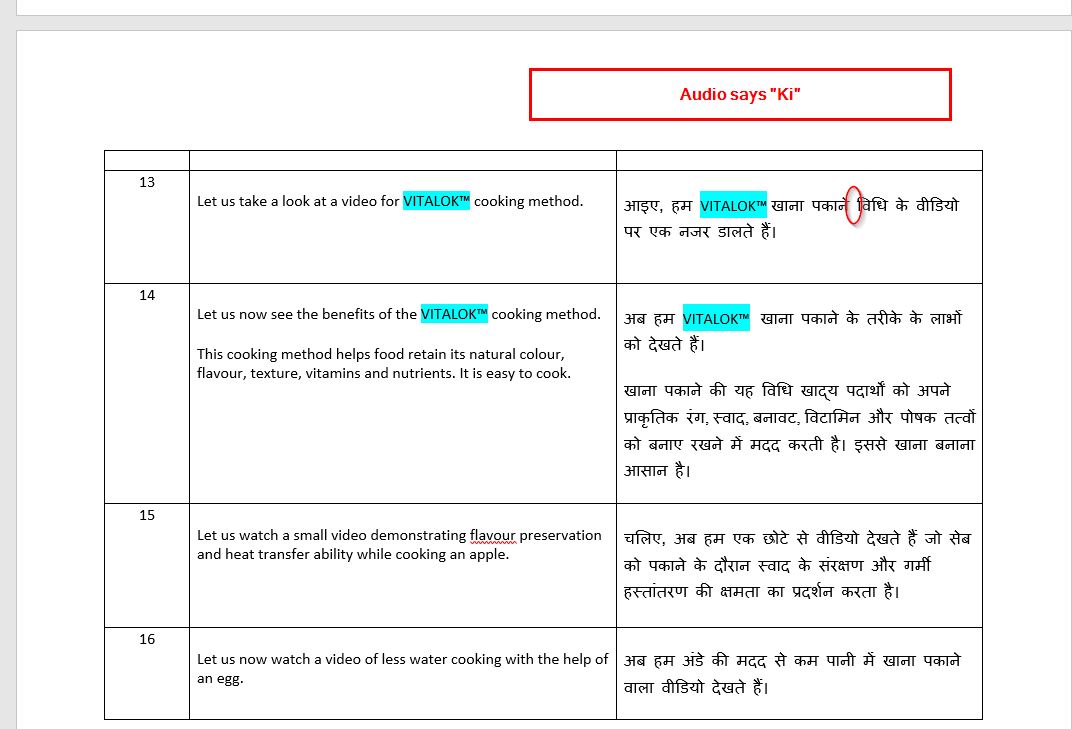 Audio says "Ki"
13
Let us take a look at a video for VITALOK™ cooking method.
आइए, हम VITALOK™ खाना पकाने विधि के वीडियो
पर एक नजर डालते हैं।
14
Let us now see the benefits of the VITALOK™ cooking method.
This cooking method helps food retain its natural colour,
flavour, texture, vitamins and nutrients. It is easy to cook.
अब हम VITALOK™ खाना पकाने के तरीके के लाभों
को देखते हैं।
खाना पकाने की यह विधि खाद्य पदार्थों को अपने
प्राकृतिक रंग, स्वाद, बनावट, विटामिन और पोषक तत्वों
को बनाए रखने में मदद करती है। इससे खाना बनाना
आसान है।
15
Let us watch a small video demonstrating flavour preservation
and heat transfer ability while cooking an apple.
चलिए, अब हम एक छोटे से वीडियो देखते हैं जो सेब
को पकाने के दौरान स्वाद के संरक्षण और गर्मी
हस्तांतरण की क्षमता का प्रदर्शन करता है।
16
Let us now watch a video of less water cooking with the help of
an egg.
अब हम अंडे की मदद से कम पानी में खाना पकाने
वाला वीडियो देखते हैं।